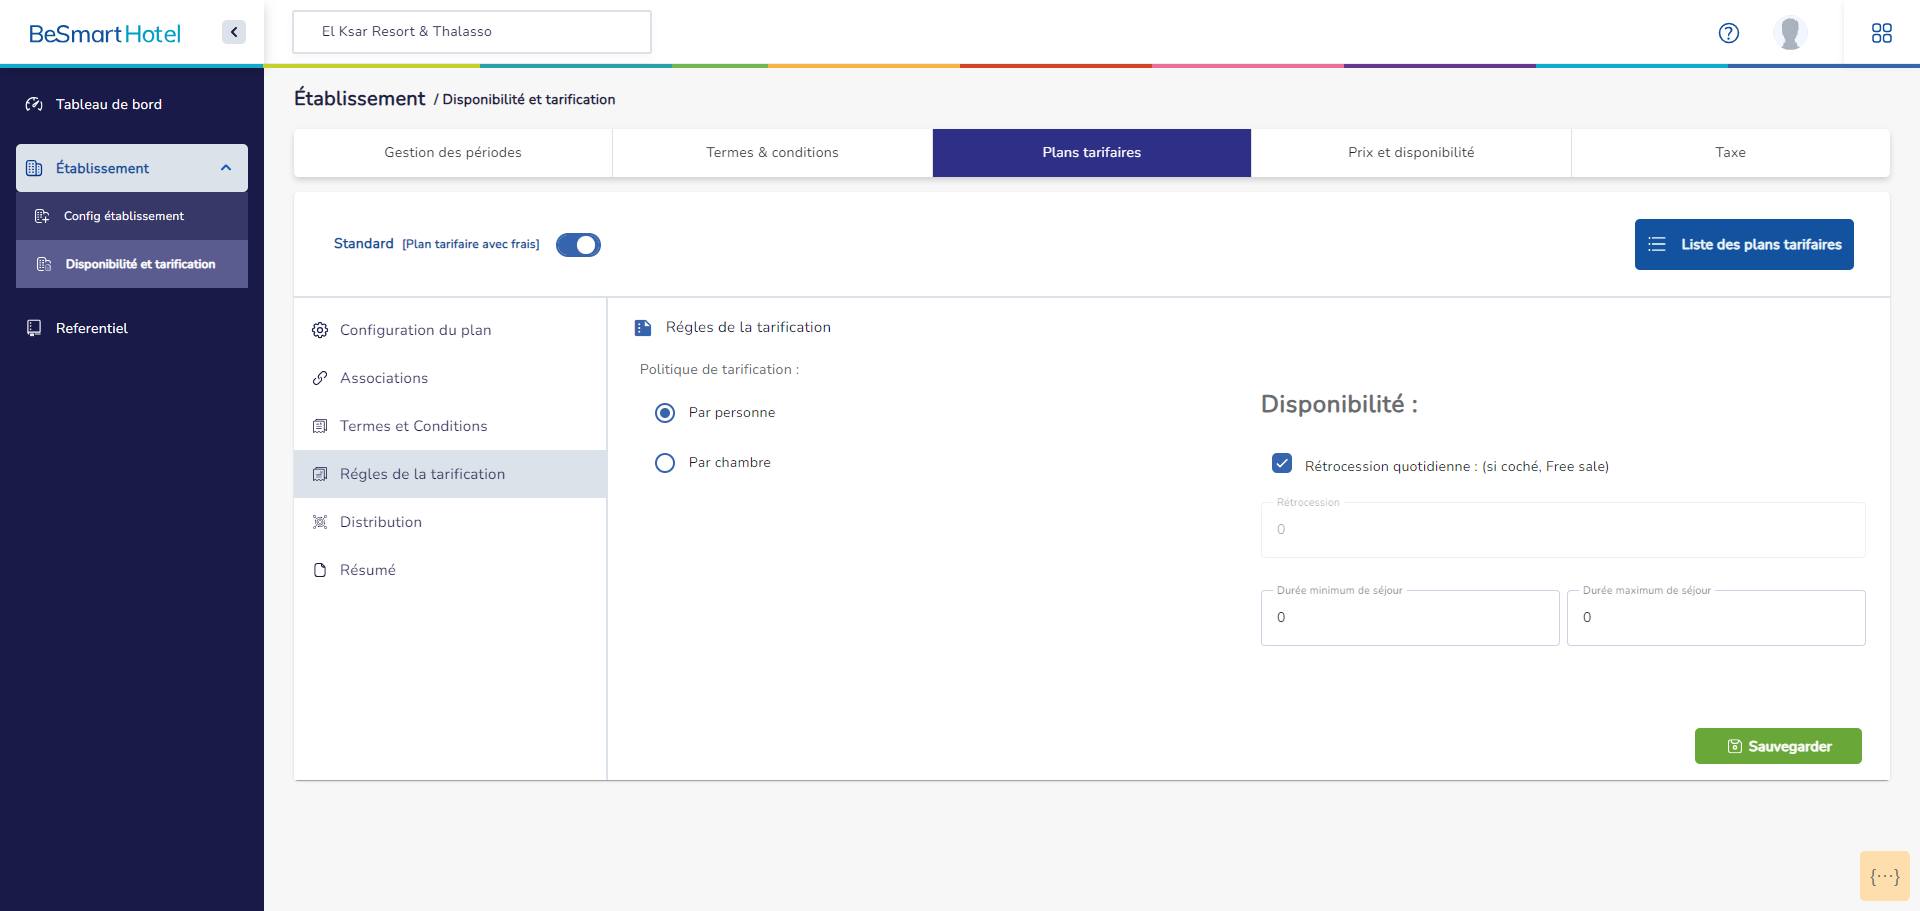 BeSmart Hotel
El Ksar Resort & Thalasso
Tableau de bord
Établissement
Config établissement
Disponibilité et tarification
Referentiel
Établissement / Disponibilité et tarification
Gestion des périodes
Termes & conditions
Plans tarifaires
Prix et disponibilité
Taxe
Standard [Plan tarifaire avec frais]
Liste des plans tarifaires
Configuration du plan
Associations
Termes et Conditions
Régles de la tarification
Distribution
Résumé
Régles de la tarification
Politique de tarification :
Par personne
Par chambre
Disponibilité :
Rétrocession quotidienne : (si coché, Free sale)
Rétrocession
0
Durée minimum de séjour
0
Durée maximum de séjour
0
Sauvegarder
{···}